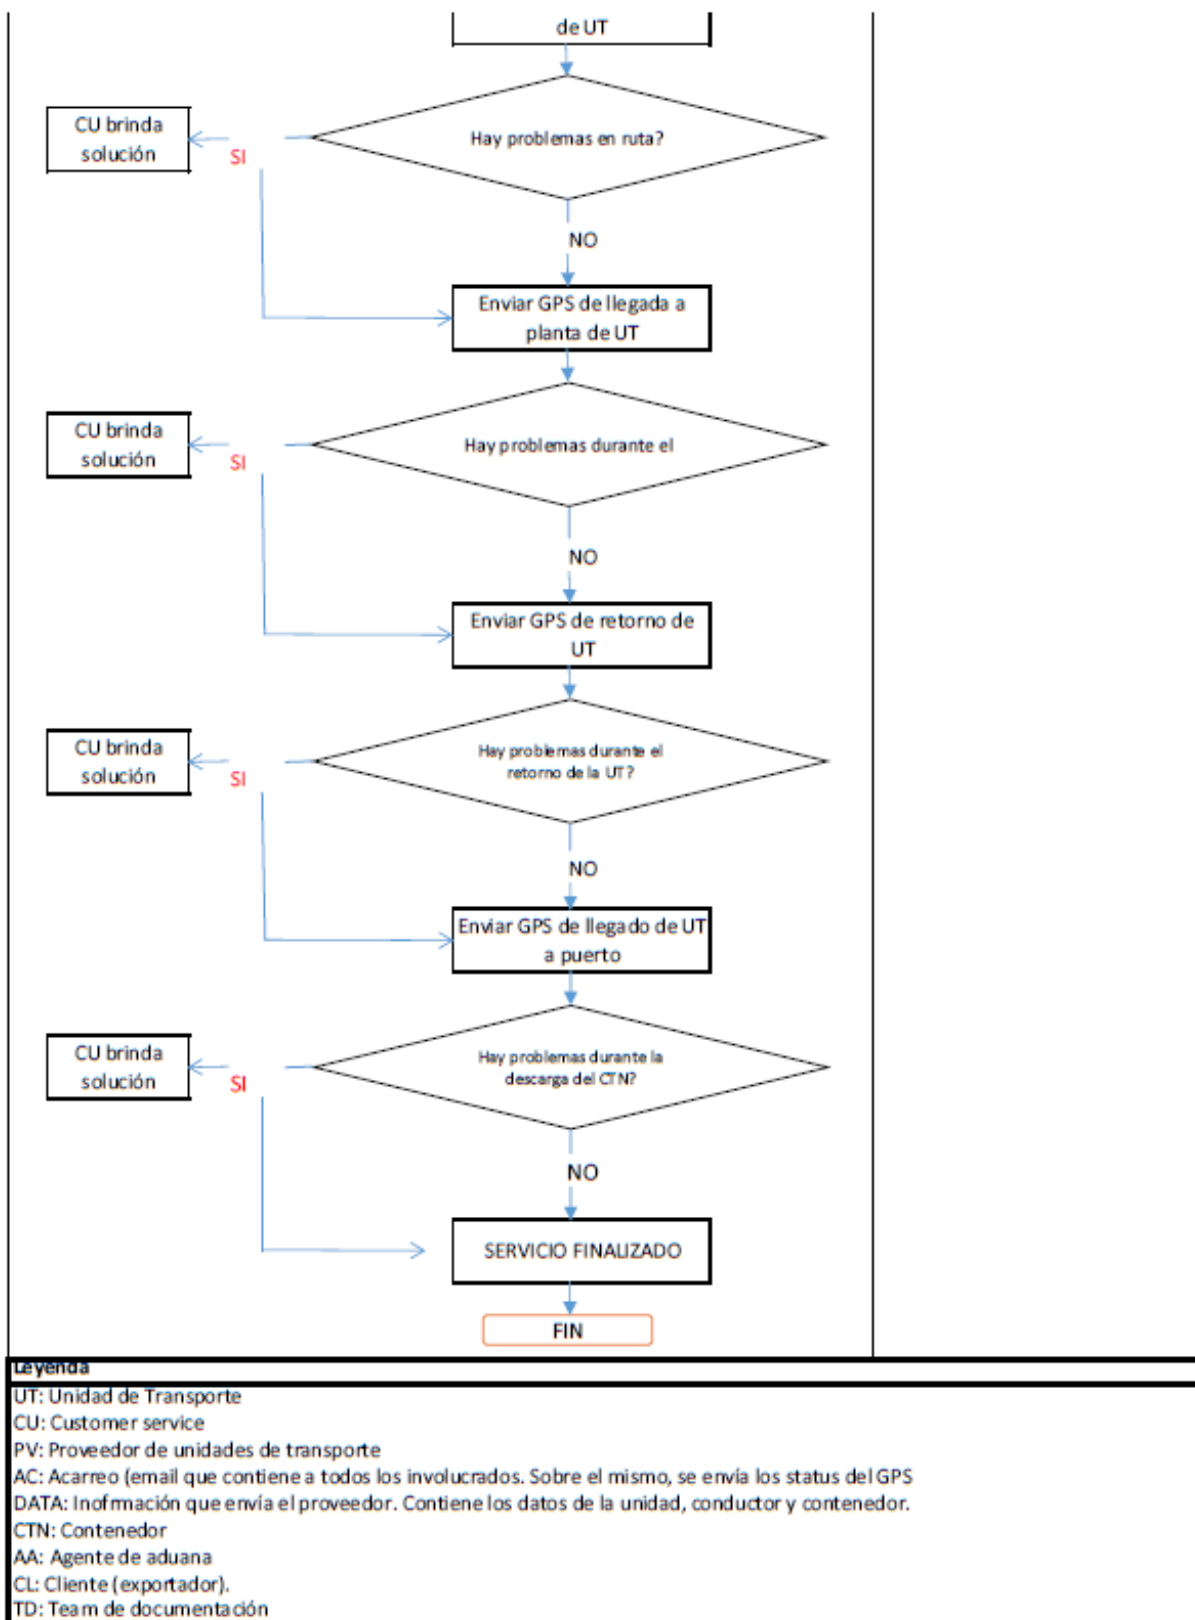 de UT
Hay problemas en ruta?
CU brinda
solución
SI
NO
Enviar GPS de llegada a
planta de UT
Hay problemas durante el
CU brinda
solución
SI
NO
Enviar GPS de retorno de
UT
Hay problemas durante el
retorno de la UT?
CU brinda
solución
SI
NO
Enviar GPS de llegado de UT
a puerto
Hay problemas durante la
descarga del CTN?
CU brinda
solución
SI
NO
SERVICIO FINALIZADO
FIN
Leyenda
UT: Unidad de Transporte
CU: Customer service
PV: Proveedor de unidades de transporte
AC: Acarreo (email que contiene a todos los involucrados. Sobre el mismo, se envía los status del GPS
DATA: Inofrmación que envía el proveedor. Contiene los datos de la unidad, conductor y contenedor.
CTN: Contenedor
AA: Agente de aduana
CL: Cliente (exportador).
TD: Team de documentación